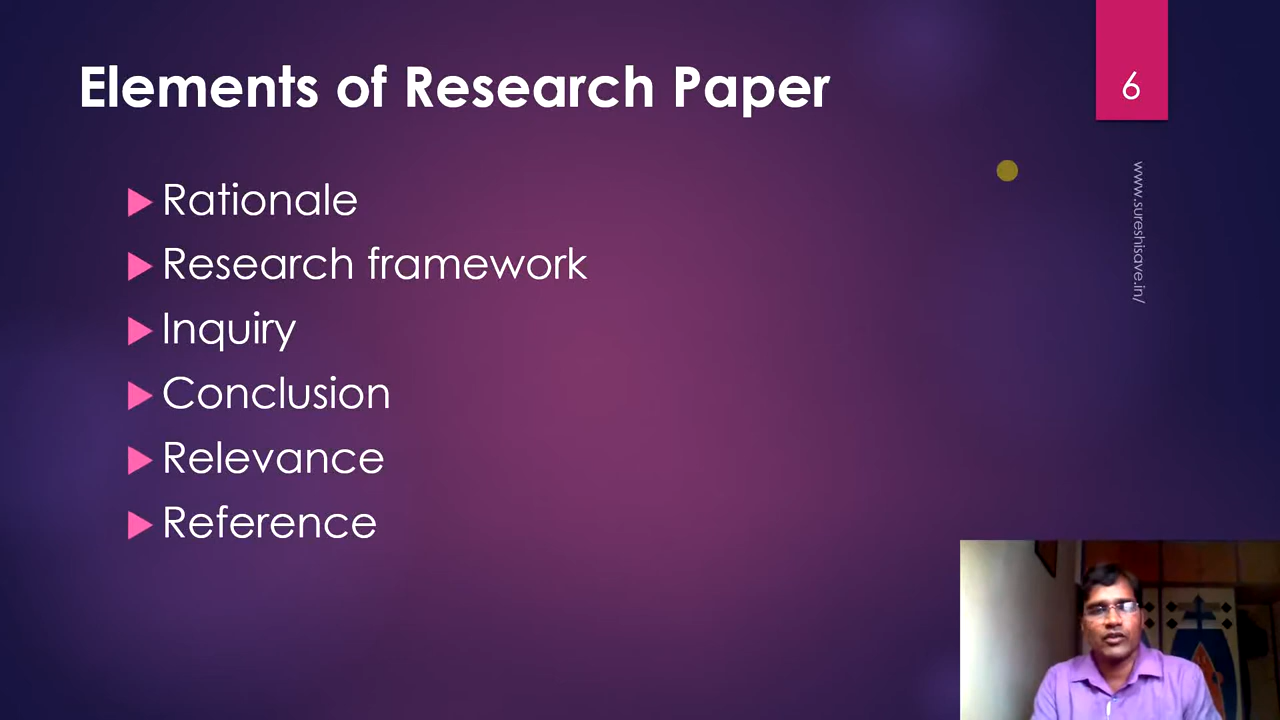 Elements of Research Paper
6
www.sureshisave.in/
Rationale
Research framework
Inquiry
Conclusion
Relevance
Reference